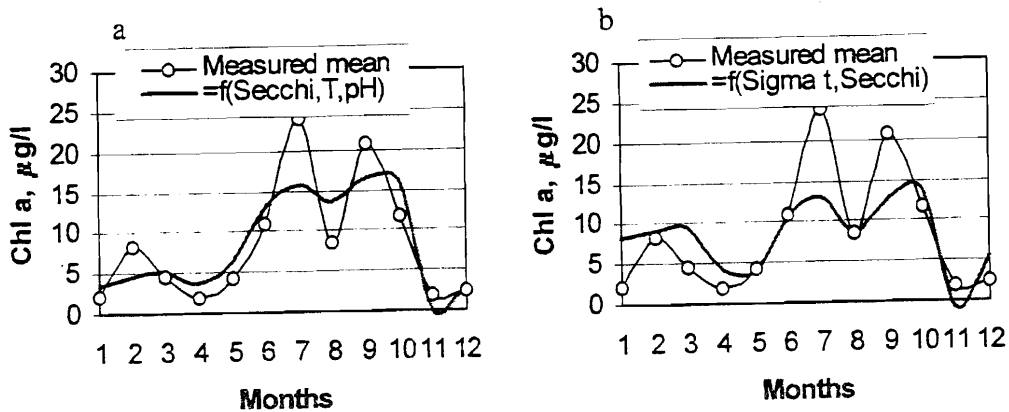 a
Measured mean
=f(Secchi,T,pH)
30
25
20
15
10
5
0
Chl a, µg/l
1 2 3 4 5 6 7 8 9 10 11 12
Months
b
Measured mean
=f(Sigma t,Secchi)
30
25
20
15
10
5
0
Chl a, µg/l
1 2 3 4 5 6 7 8 9 10 11 12
Months